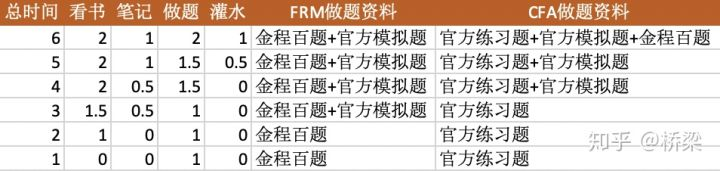 总时间 看书 笔记 做题 灌水 FRM做题资料 CFA做题资料
6 2 1 2 1 金程百题+官方模拟题 官方练习题+官方模拟题+金程百题
5 2 1 1.5 0.5 金程百题+官方模拟题 官方练习题+官方模拟题
4 2 0.5 1.5 0 金程百题+官方模拟题 官方练习题+官方模拟题
3 1.5 0.5 1 0 金程百题+官方模拟题 官方练习题
2 1 0 1 0 金程百题 官方练习题
1 0 0 1 0 金程百题 官方练习题
知乎 @桥梁